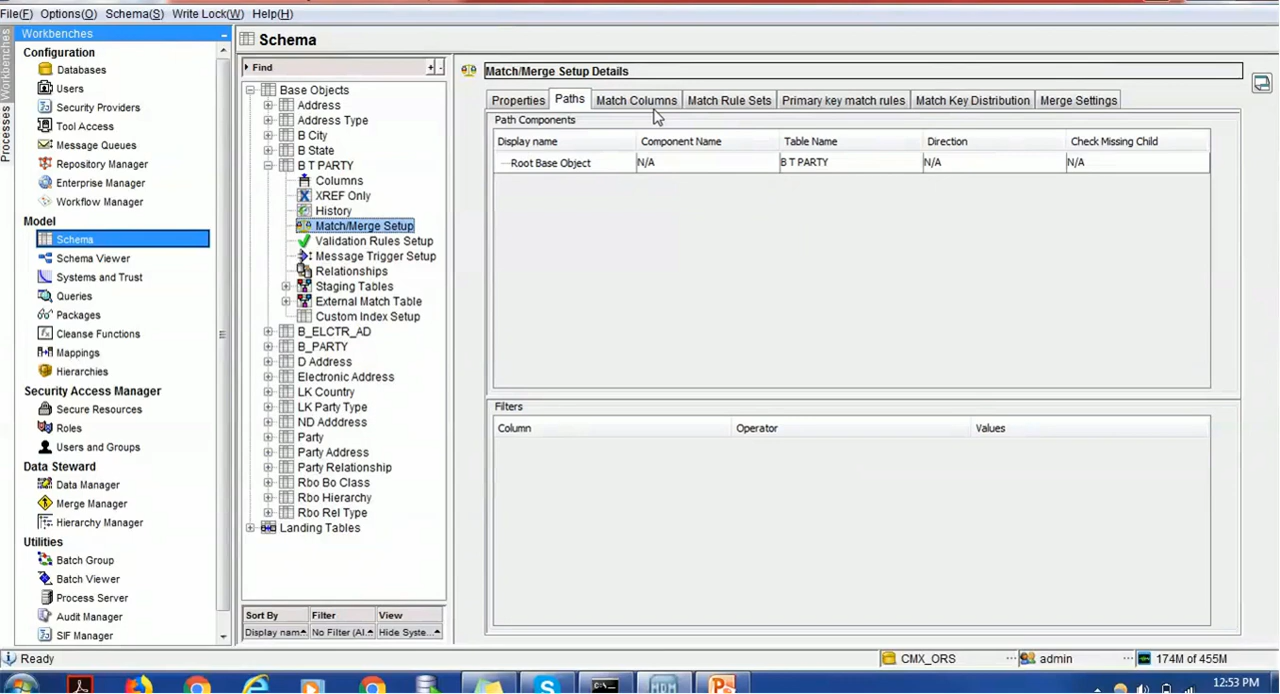 File(F) Options(O) Schema(S) Write Lock(W) Help(H)
Workbenches
Processes
Workbenches
Configuration
Databases
Users
Security Providers
Tool Access
Message Queues
Repository Manager
Enterprise Manager
Workflow Manager
Model
Schema
Schema Viewer
Systems and Trust
Queries
Packages
Cleanse Functions
Mappings
Hierarchies
Security Access Manager
Secure Resources
Roles
Users and Groups
Data Steward
Data Manager
Merge Manager
Hierarchy Manager
Utilities
Batch Group
Batch Viewer
Process Server
Audit Manager
SIF Manager
Schema
Find + -
Base Objects
Address
Address Type
B City
B State
B T PARTY
Columns
XREF Only
History
Match/Merge Setup
Validation Rules Setup
Message Trigger Setup
Relationships
Staging Tables
External Match Table
Custom Index Setup
B_ELCTR_AD
B_PARTY
D Address
Electronic Address
LK Country
LK Party Type
ND Adddress
Party
Party Address
Party Relationship
Rbo Bo Class
Rbo Hierarchy
Rbo Rel Type
Landing Tables
Sort By Filter View
Display nam No Filter (Al. Hide Syste...
Match/Merge Setup Details
Properties Paths Match Columns Match Rule Sets Primary key match rules Match Key Distribution Merge Settings
Path Components
Display name Component Name Table Name Direction Check Missing Child
Root Base Object N/A B T PARTY N/A N/A
Filters
Column Operator Values
Ready CMX_ORS ... admin ... 174M of 455M
MDM 12:53 PM